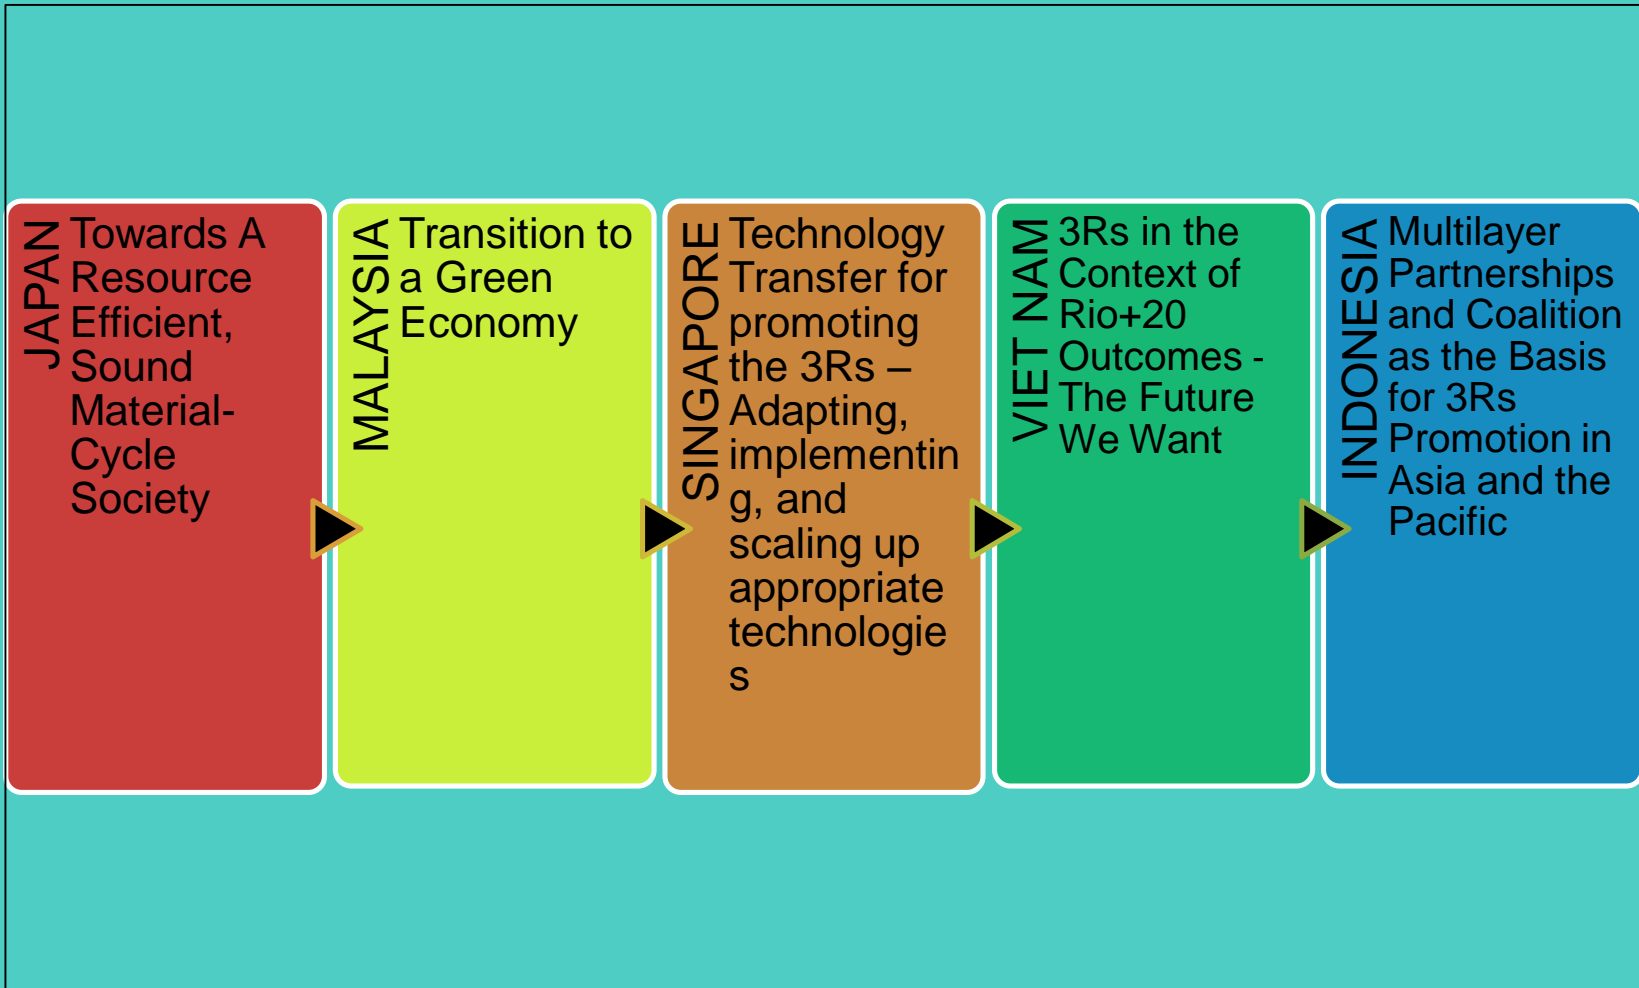 JAPAN
Towards A
Resource
Efficient,
Sound
Material-
Cycle
Society
MALAYSIA
Transition to
a Green
Economy
SINGAPORE
Technology
Transfer for
promoting
the 3Rs –
Adapting,
implementin
g, and
scaling up
appropriate
technologie
s
VIET NAM
3Rs in the
Context of
Rio+20
Outcomes -
The Future
We Want
INDONESIA
Multilayer
Partnerships
and Coalition
as the Basis
for 3Rs
Promotion in
Asia and the
Pacific